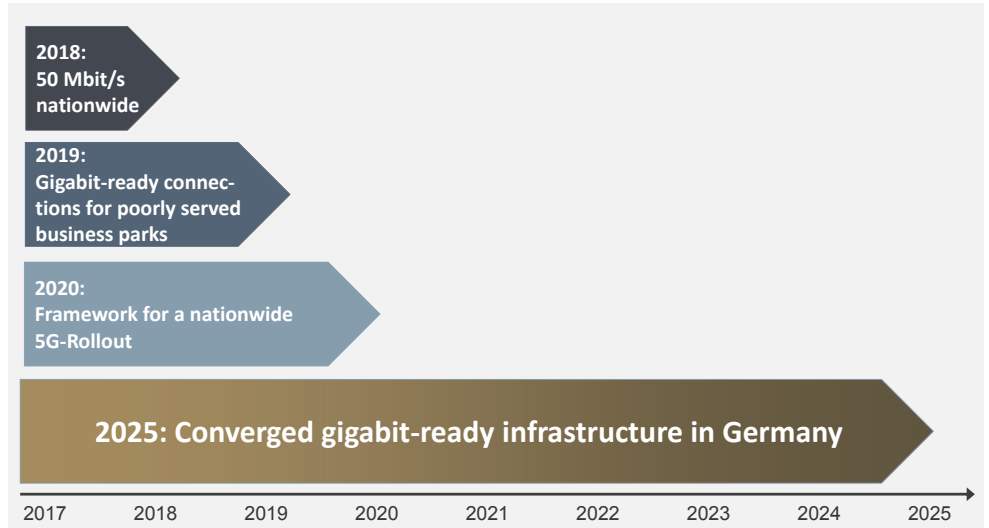 2018:
50 Mbit/s
nationwide
2019:
Gigabit-ready connec-
tions for poorly served
business parks
2020:
Framework for a nationwide
5G-Rollout
2025: Converged gigabit-ready infrastructure in Germany
2017 2018 2019 2020 2021 2022 2023 2024 2025